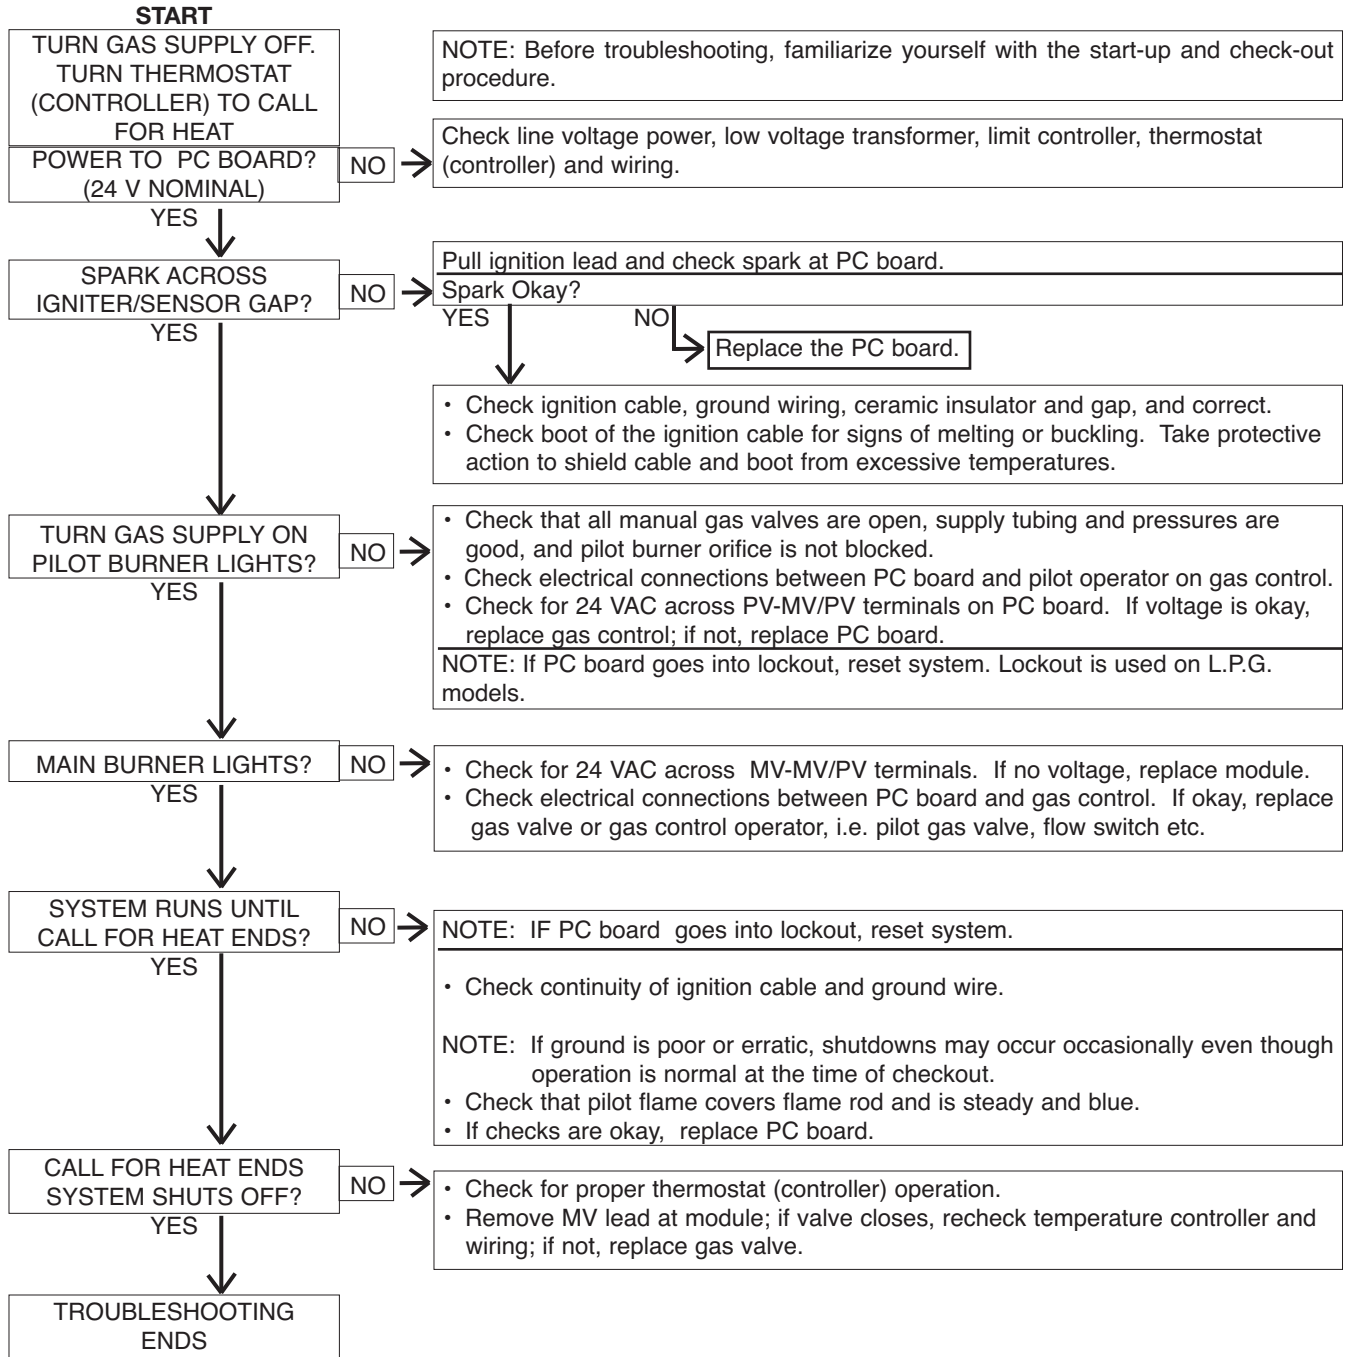 START
TURN GAS SUPPLY OFF.
TURN THERMOSTAT
(CONTROLLER) TO CALL
FOR HEAT
NOTE: Before troubleshooting, familiarize yourself with the start-up and check-out
procedure.
POWER TO PC BOARD?
(24 V NOMINAL)
NO
Check line voltage power, low voltage transformer, limit controller, thermostat
(controller) and wiring.
YES
SPARK ACROSS
IGNITER/SENSOR GAP?
NO
Pull ignition lead and check spark at PC board.
Spark Okay?
YES
NO
Replace the PC board.
• Check ignition cable, ground wiring, ceramic insulator and gap, and correct.
• Check boot of the ignition cable for signs of melting or buckling. Take protective
action to shield cable and boot from excessive temperatures.
YES
TURN GAS SUPPLY ON
PILOT BURNER LIGHTS?
NO
• Check that all manual gas valves are open, supply tubing and pressures are
good, and pilot burner orifice is not blocked.
• Check electrical connections between PC board and pilot operator on gas control.
• Check for 24 VAC across PV-MV/PV terminals on PC board. If voltage is okay,
replace gas control; if not, replace PC board.
NOTE: If PC board goes into lockout, reset system. Lockout is used on L.P.G.
models.
YES
MAIN BURNER LIGHTS?
NO
• Check for 24 VAC across MV-MV/PV terminals. If no voltage, replace module.
• Check electrical connections between PC board and gas control. If okay, replace
gas valve or gas control operator, i.e. pilot gas valve, flow switch etc.
YES
SYSTEM RUNS UNTIL
CALL FOR HEAT ENDS?
NO
NOTE: IF PC board goes into lockout, reset system.
• Check continuity of ignition cable and ground wire.
NOTE: If ground is poor or erratic, shutdowns may occur occasionally even though
operation is normal at the time of checkout.
• Check that pilot flame covers flame rod and is steady and blue.
• If checks are okay, replace PC board.
YES
CALL FOR HEAT ENDS
SYSTEM SHUTS OFF?
NO
• Check for proper thermostat (controller) operation.
• Remove MV lead at module; if valve closes, recheck temperature controller and
wiring; if not, replace gas valve.
YES
TROUBLESHOOTING
ENDS